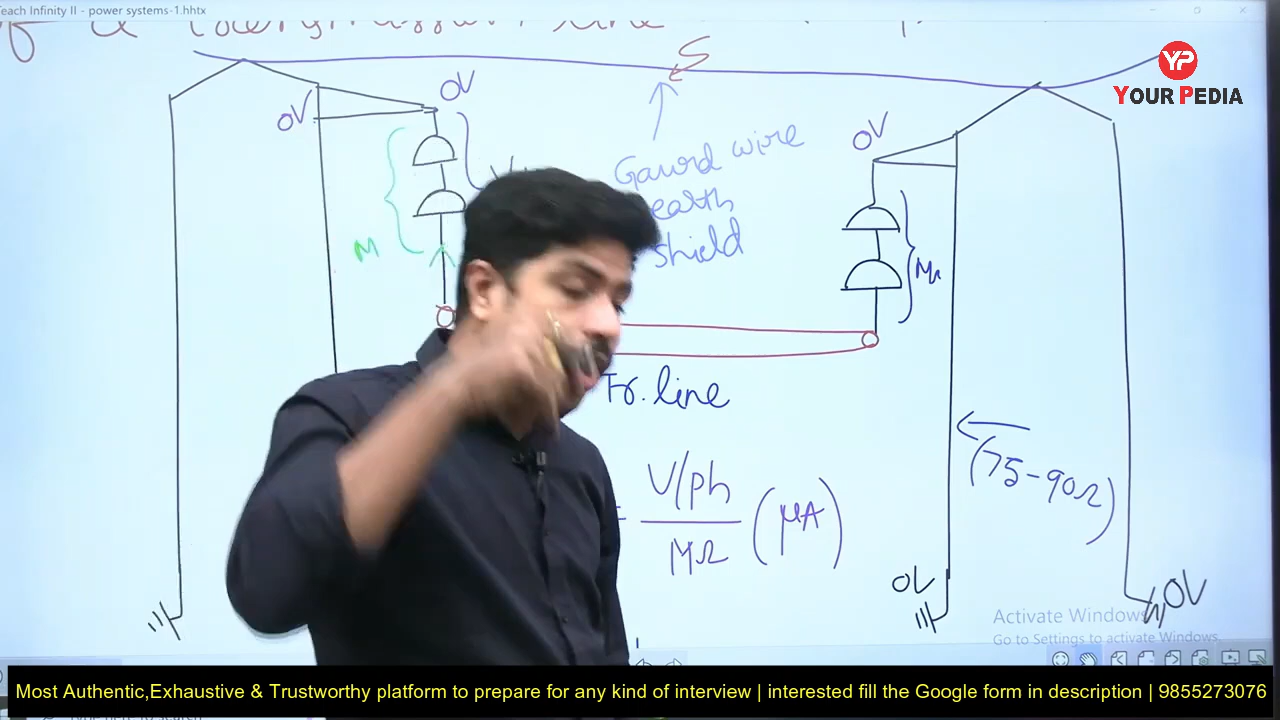 Teach Infinity II - power systems-1.hhtx
of a
YP
YOUR PEDIA
S
0V
0V
0V
Gaurd wire
earth
shield
M
M
Tr. line
(75-90Ω)
= V/ph
MΩ
(μA)
0V
0V
Activate Windows
Go to Settings to activate Windows.
Most Authentic,Exhaustive & Trustworthy platform to prepare for any kind of interview | interested fill the Google form in description | 9855273076